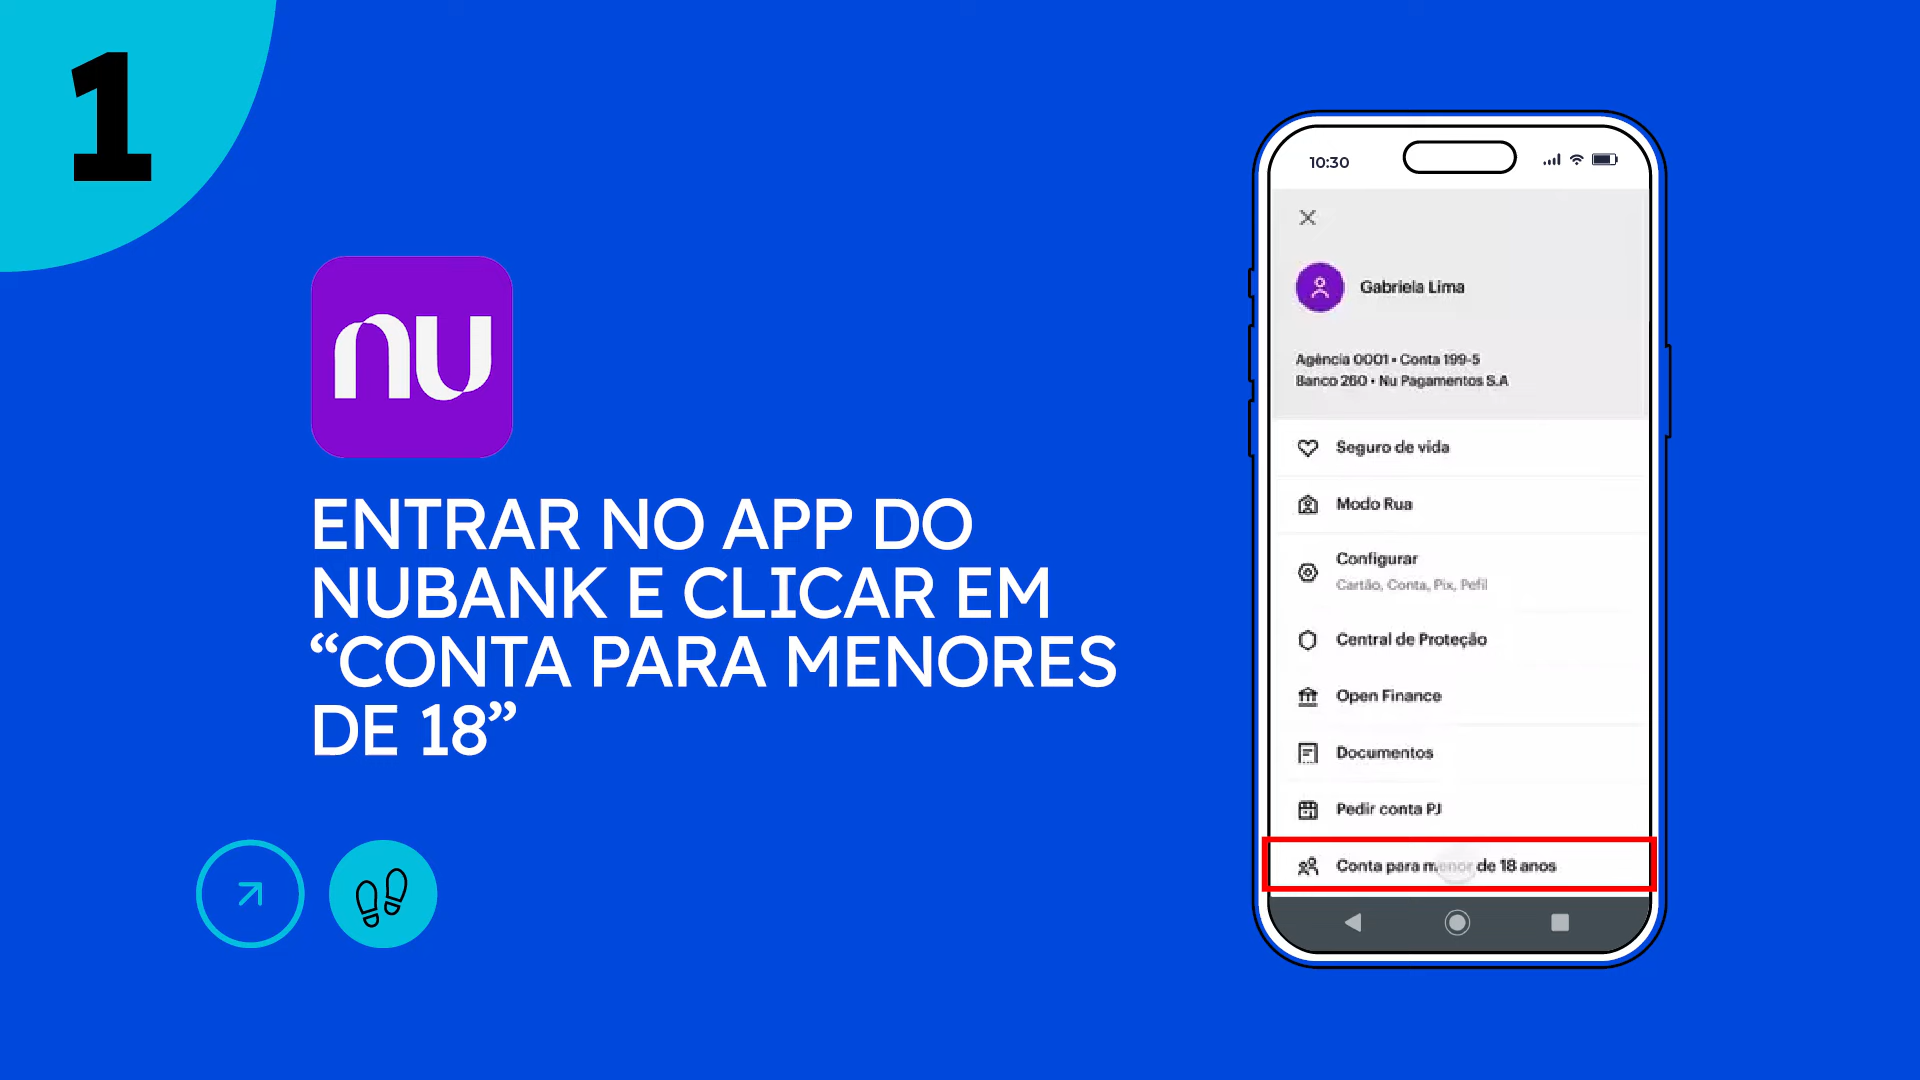 1
nu
ENTRAR NO APP DO
NUBANK E CLICAR EM
“CONTA PARA MENORES
DE 18”
10:30
Gabriela Lima
Agência 0001 • Conta 199-5
Banco 260 • Nu Pagamentos S.A
Seguro de vida
Modo Rua
Configurar
Cartão, Conta, Pix, Pefil
Central de Proteção
Open Finance
Documentos
Pedir conta PJ
Conta para menor de 18 anos